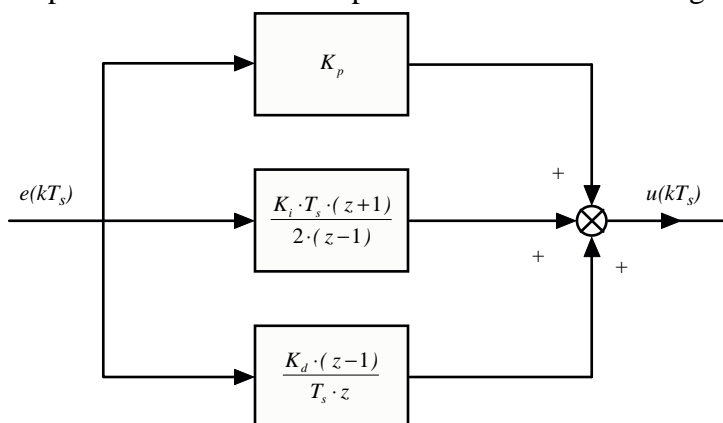 K_p
e(kT_s)
K_i · T_s · (z+1)
2 · (z−1)
+
+
+
u(kT_s)
K_d · (z−1)
T_s · z